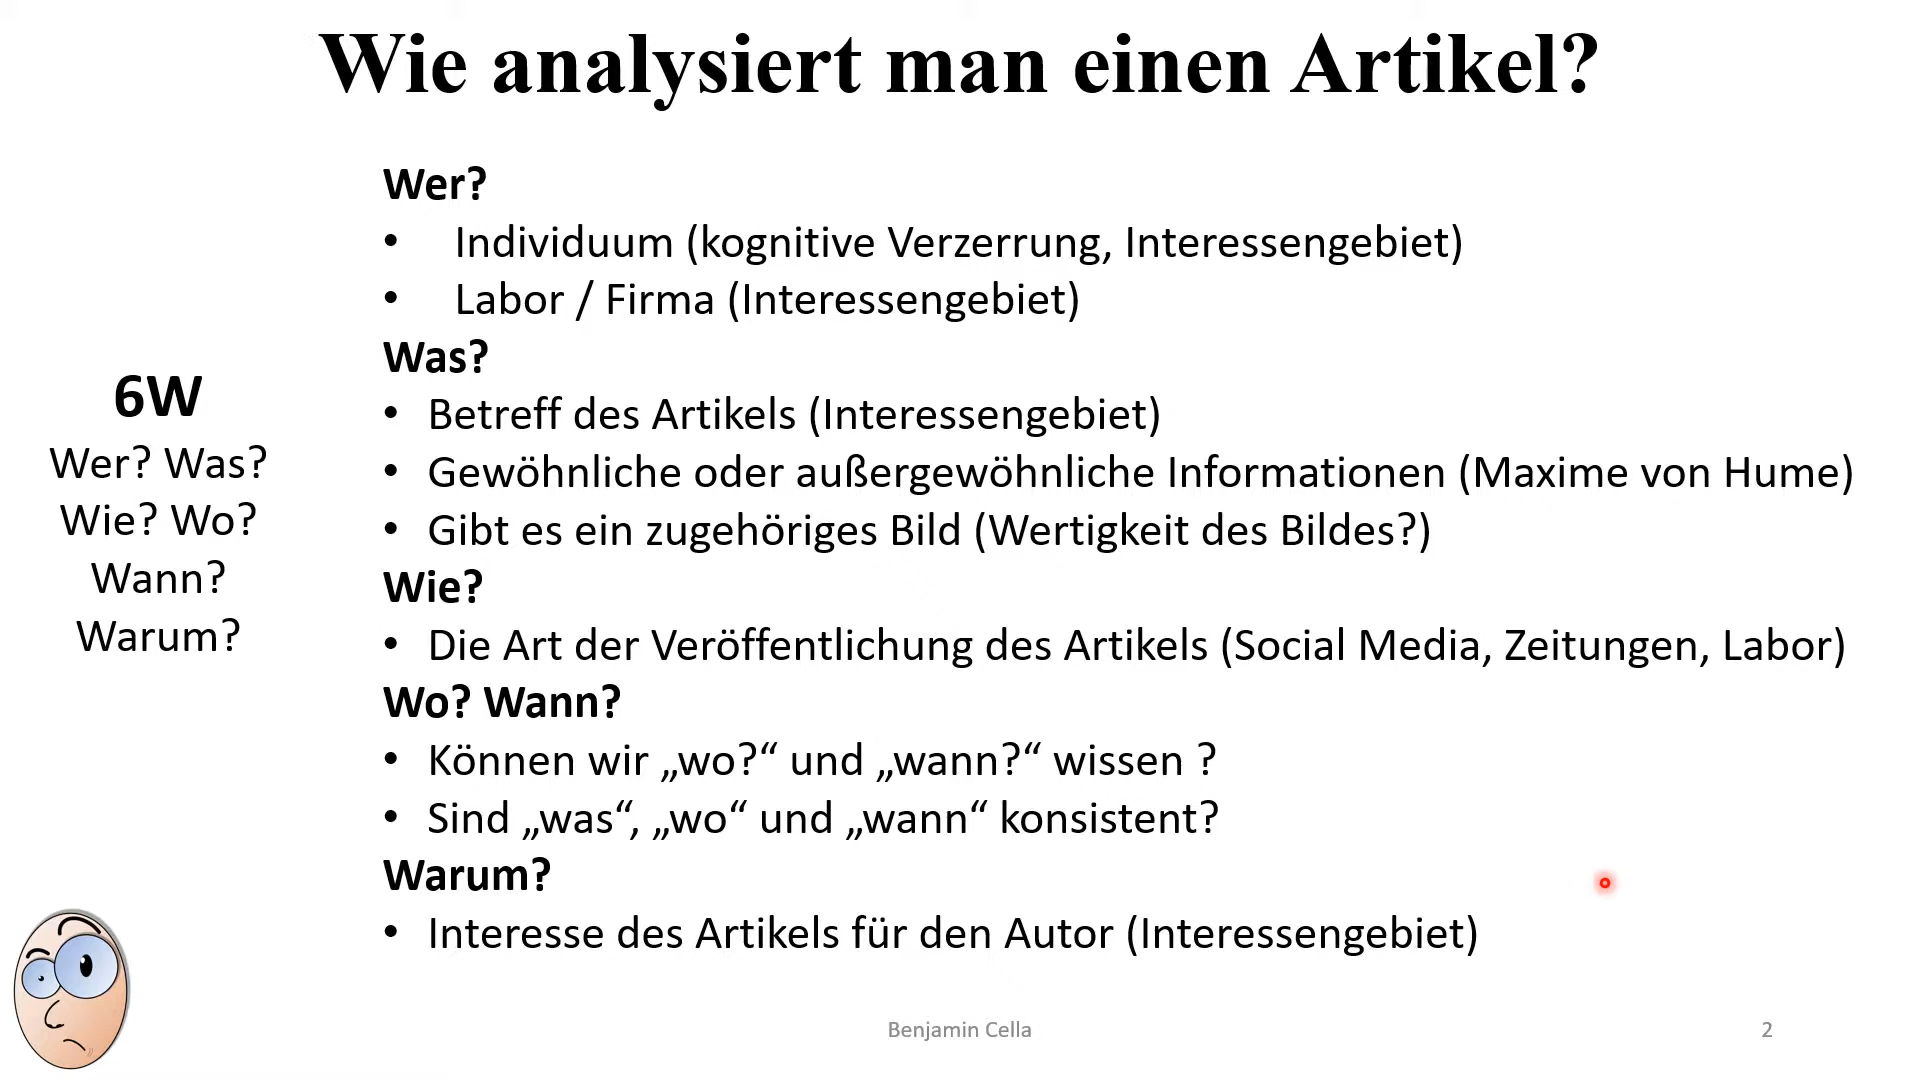 Wie analysiert man einen Artikel?
6W
Wer? Was?
Wie? Wo?
Wann?
Warum?
Wer?
• Individuum (kognitive Verzerrung, Interessengebiet)
• Labor / Firma (Interessengebiet)
Was?
• Betreff des Artikels (Interessengebiet)
• Gewöhnliche oder außergewöhnliche Informationen (Maxime von Hume)
• Gibt es ein zugehöriges Bild (Wertigkeit des Bildes?)
Wie?
• Die Art der Veröffentlichung des Artikels (Social Media, Zeitungen, Labor)
Wo? Wann?
• Können wir „wo?“ und „wann?“ wissen ?
• Sind „was“, „wo“ und „wann“ konsistent?
Warum?
• Interesse des Artikels für den Autor (Interessengebiet)
Benjamin Cella
2